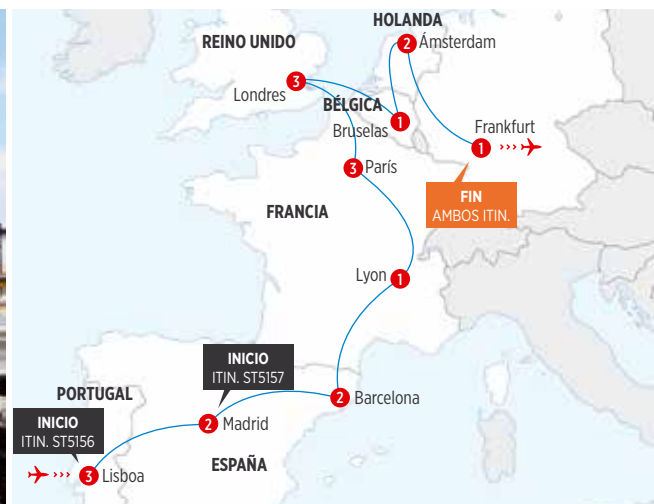 HOLANDA
REINO UNIDO
2 Ámsterdam
3
Londres
BÉLGICA
Bruselas
1
Frankfurt
1
3 París
FIN
AMBOS ITIN.
FRANCIA
Lyon 1
INICIO
ITIN. ST5157
PORTUGAL
2 Barcelona
INICIO
ITIN. ST5156
2 Madrid
ESPAÑA
3 Lisboa